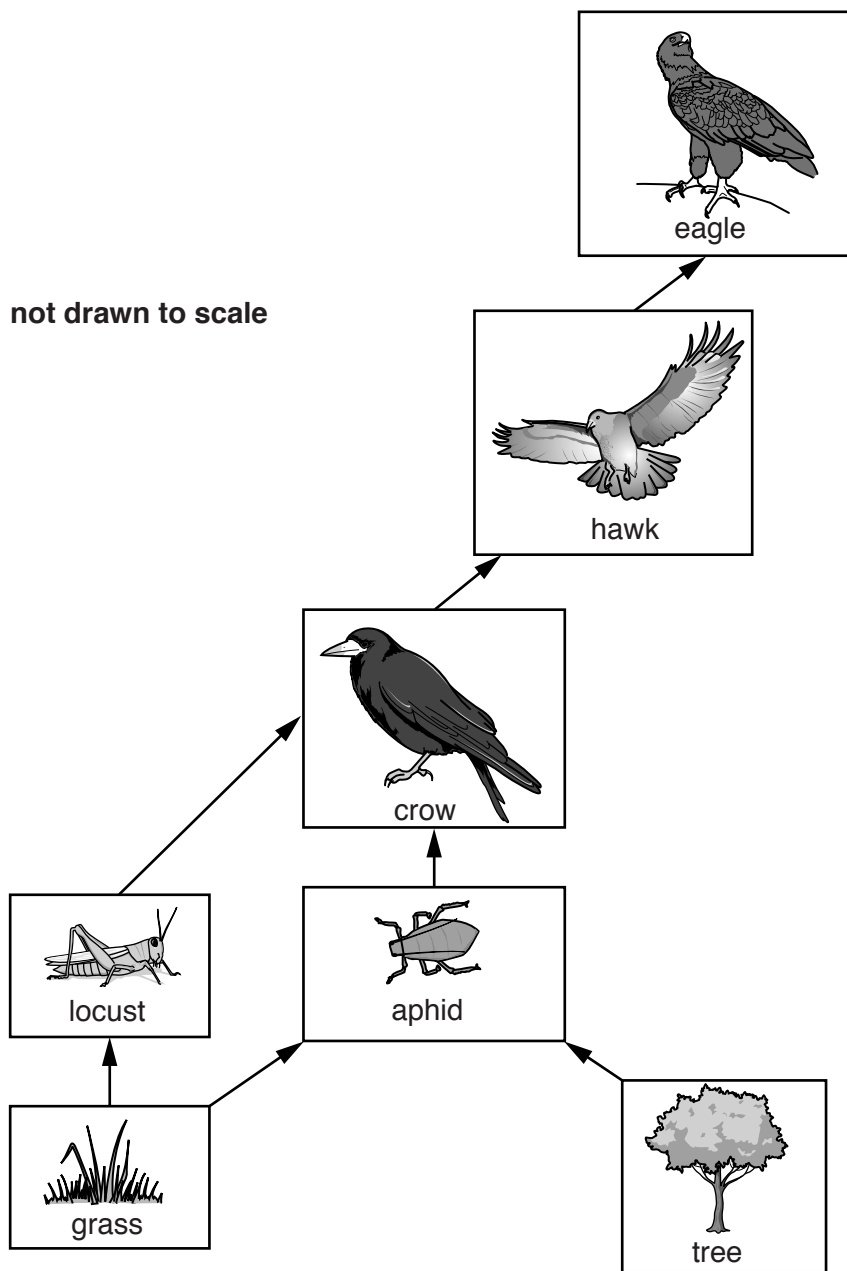 eagle
not drawn to scale
hawk
crow
locust
aphid
grass
tree